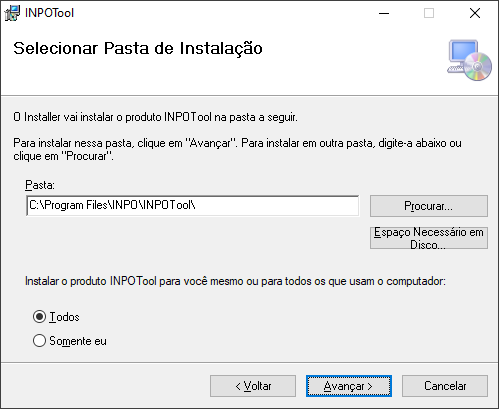 INPOTool
Selecionar Pasta de Instalação
O Installer vai instalar o produto INPOTool na pasta a seguir.
Para instalar nessa pasta, clique em "Avançar". Para instalar em outra pasta, digite-a abaixo ou
clique em "Procurar".
Pasta:
C:\Program Files\INPO\INPOTool\
Procurar...
Espaço Necessário em
Disco...
Instalar o produto INPOTool para você mesmo ou para todos os que usam o computador:
Todos
Somente eu
< Voltar
Avançar >
Cancelar